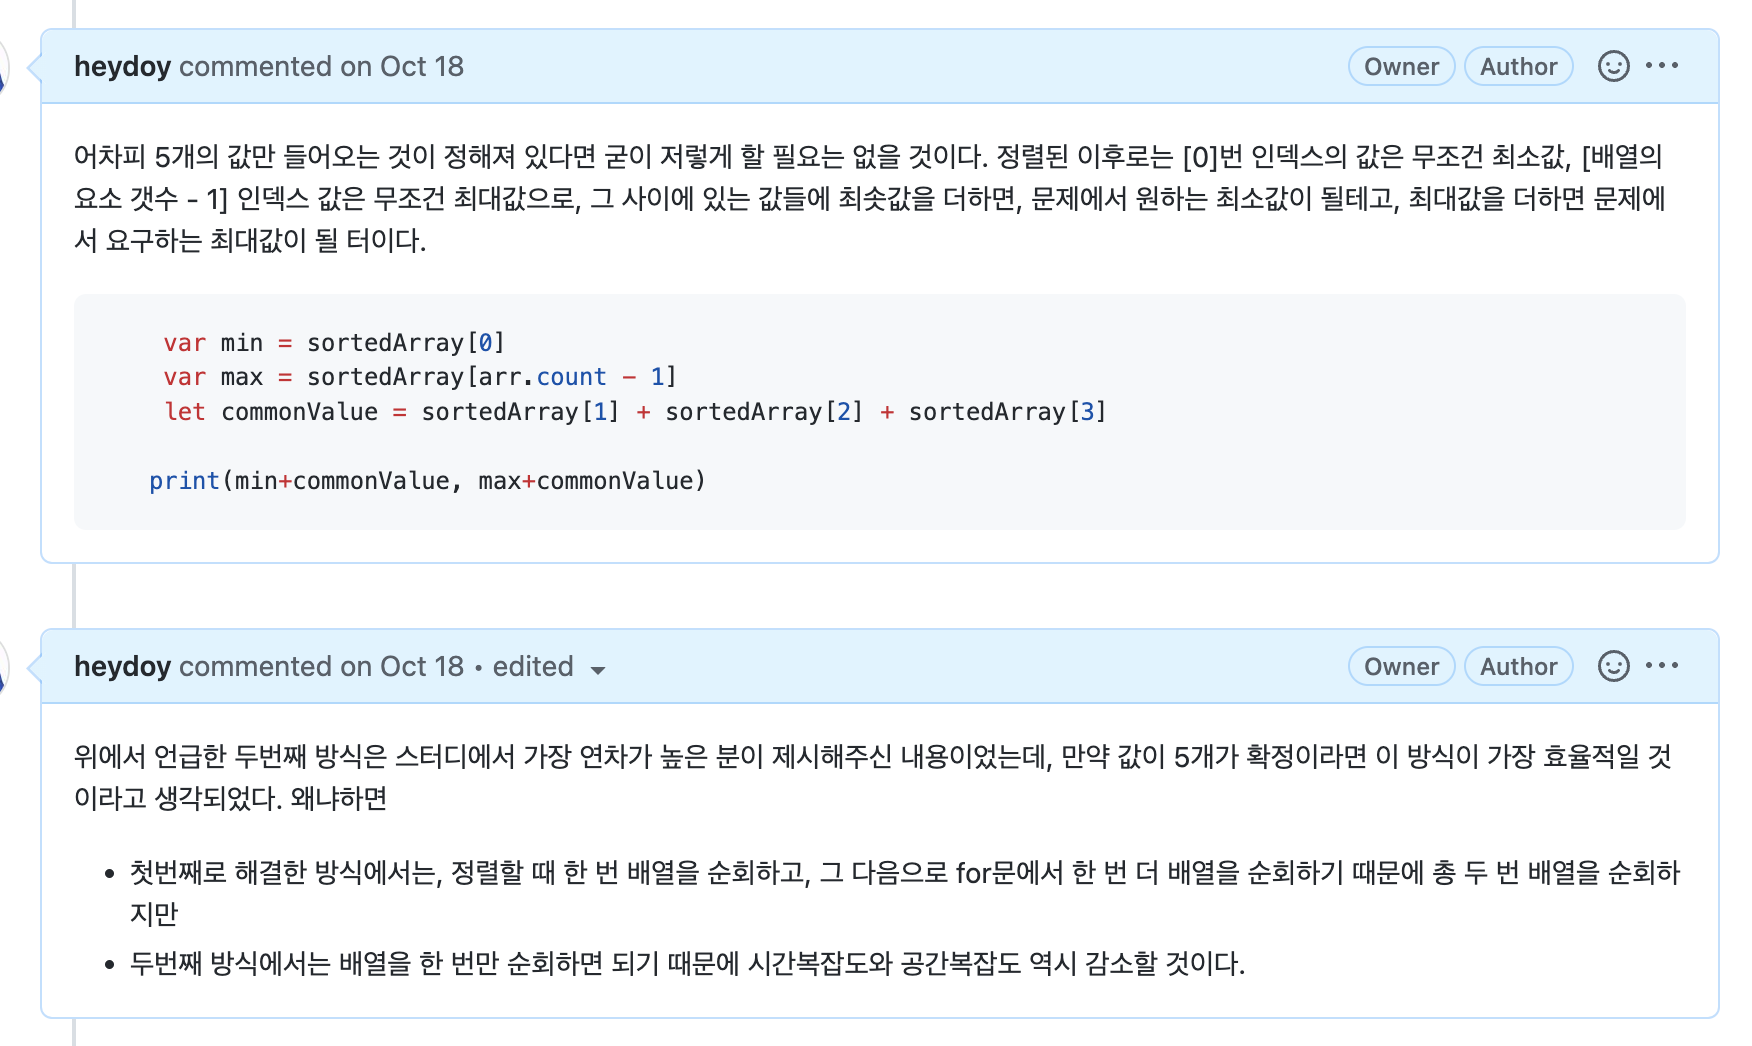 heydoy commented on Oct 18 Owner Author
어차피 5개의 값만 들어오는 것이 정해져 있다면 굳이 저렇게 할 필요는 없을 것이다. 정렬된 이후로는 [0]번 인덱스의 값은 무조건 최소값, [배열의
요소 갯수 - 1] 인덱스 값은 무조건 최대값으로, 그 사이에 있는 값들에 최솟값을 더하면, 문제에서 원하는 최소값이 될테고, 최대값을 더하면 문제에
서 요구하는 최대값이 될 터이다.
var min = sortedArray[0]
var max = sortedArray[arr.count - 1]
let commonValue = sortedArray[1] + sortedArray[2] + sortedArray[3]
print(min+commonValue, max+commonValue)
heydoy commented on Oct 18 • edited Owner Author
위에서 언급한 두번째 방식은 스터디에서 가장 연차가 높은 분이 제시해주신 내용이었는데, 만약 값이 5개가 확정이라면 이 방식이 가장 효율적일 것
이라고 생각되었다. 왜냐하면
• 첫번째로 해결한 방식에서는, 정렬할 때 한 번 배열을 순회하고, 그 다음으로 for문에서 한 번 더 배열을 순회하기 때문에 총 두 번 배열을 순회하
지만
• 두번째 방식에서는 배열을 한 번만 순회하면 되기 때문에 시간복잡도와 공간복잡도 역시 감소할 것이다.